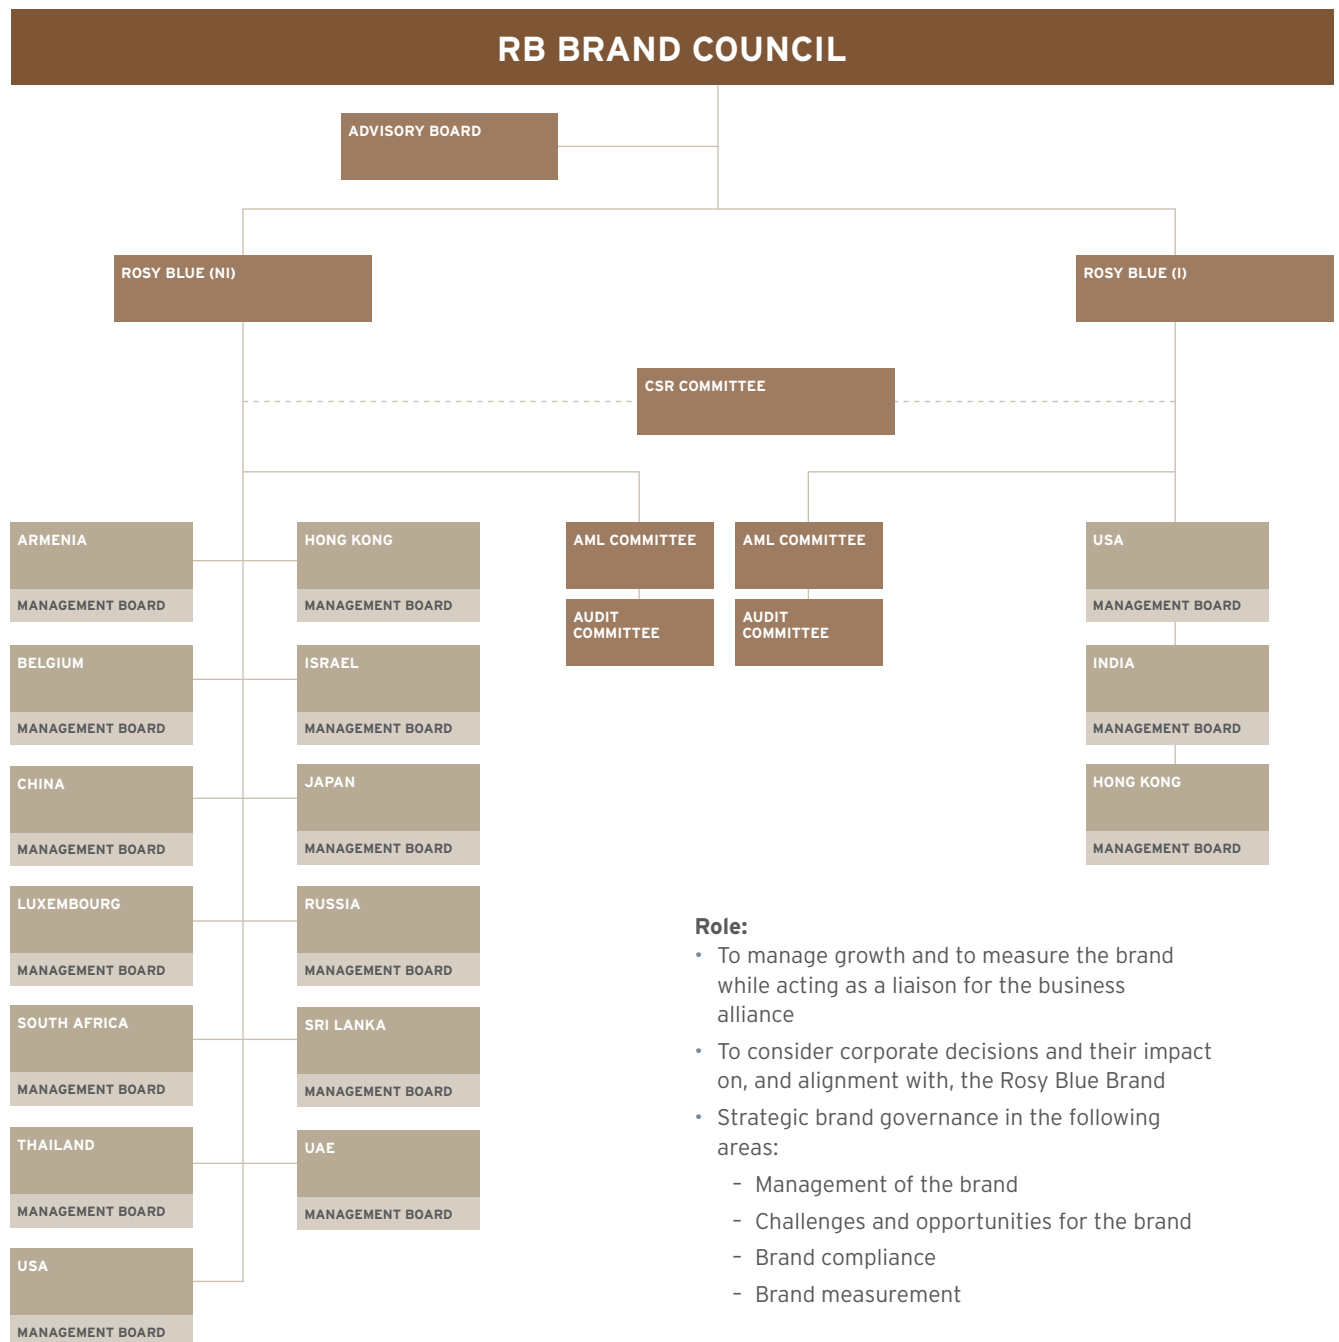 RB BRAND COUNCIL
ADVISORY BOARD
ROSY BLUE (NI)
ROSY BLUE (I)
CSR COMMITTEE
ARMENIA
MANAGEMENT BOARD
HONG KONG
MANAGEMENT BOARD
AML COMMITTEE
AUDIT
COMMITTEE
AML COMMITTEE
AUDIT
COMMITTEE
USA
MANAGEMENT BOARD
BELGIUM
MANAGEMENT BOARD
ISRAEL
MANAGEMENT BOARD
INDIA
MANAGEMENT BOARD
CHINA
MANAGEMENT BOARD
JAPAN
MANAGEMENT BOARD
HONG KONG
MANAGEMENT BOARD
LUXEMBOURG
MANAGEMENT BOARD
RUSSIA
MANAGEMENT BOARD
SOUTH AFRICA
MANAGEMENT BOARD
SRI LANKA
MANAGEMENT BOARD
THAILAND
MANAGEMENT BOARD
UAE
MANAGEMENT BOARD
USA
MANAGEMENT BOARD
Role:
• To manage growth and to measure the brand
while acting as a liaison for the business
alliance
• To consider corporate decisions and their impact
on, and alignment with, the Rosy Blue Brand
• Strategic brand governance in the following
areas:
– Management of the brand
– Challenges and opportunities for the brand
– Brand compliance
– Brand measurement